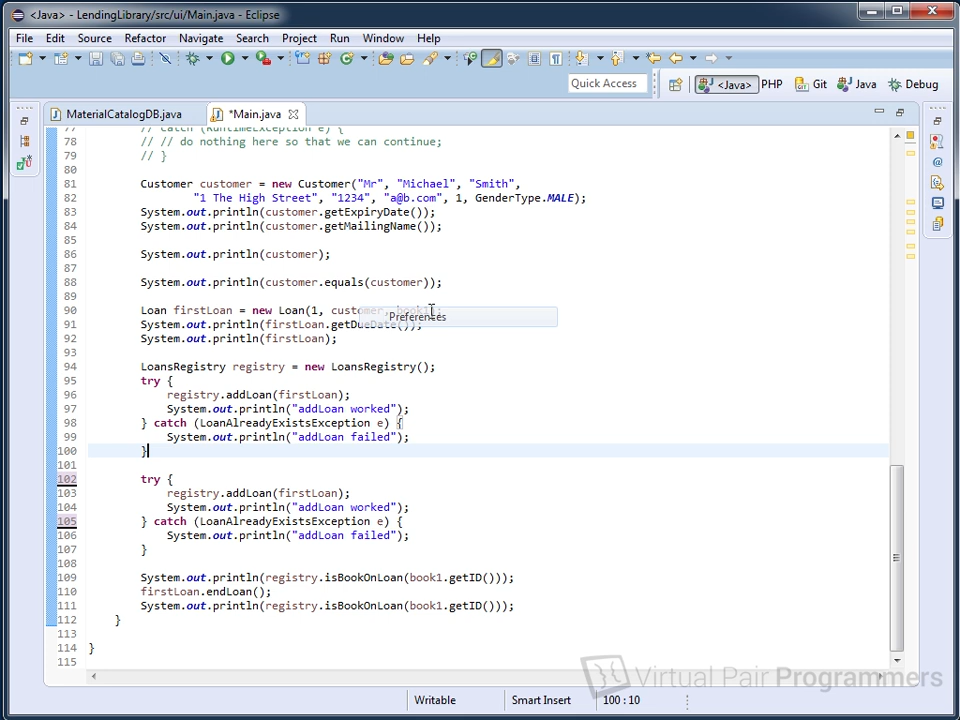 <Java> - LendingLibrary/src/ui/Main.java - Eclipse
File Edit Source Refactor Navigate Search Project Run Window Help
Quick Access <Java> PHP Git Java Debug
MaterialCatalogDB.java *Main.java
77 // catch (RuntimeException e) {
78 // // do nothing here so that we can continue;
79 // }
80
81 Customer customer = new Customer("Mr", "Michael", "Smith",
82 "1 The High Street", "1234", "a@b.com", 1, GenderType.MALE);
83 System.out.println(customer.getExpiryDate());
84 System.out.println(customer.getMailingName());
85
86 System.out.println(customer);
87
88 System.out.println(customer.equals(customer));
89
90 Loan firstLoan = new Loan(1, customer, book1);
Preferences
91 System.out.println(firstLoan.getDueDate());
92 System.out.println(firstLoan);
93
94 LoansRegistry registry = new LoansRegistry();
95 try {
96 registry.addLoan(firstLoan);
97 System.out.println("addLoan worked");
98 } catch (LoanAlreadyExistsException e) {
99 System.out.println("addLoan failed");
100 }
101
102 try {
103 registry.addLoan(firstLoan);
104 System.out.println("addLoan worked");
105 } catch (LoanAlreadyExistsException e) {
106 System.out.println("addLoan failed");
107 }
108
109 System.out.println(registry.isBookOnLoan(book1.getID()));
110 firstLoan.endLoan();
111 System.out.println(registry.isBookOnLoan(book1.getID()));
112 }
113
114 }
115
Virtual Pair Programmers
Writable Smart Insert 100 : 10